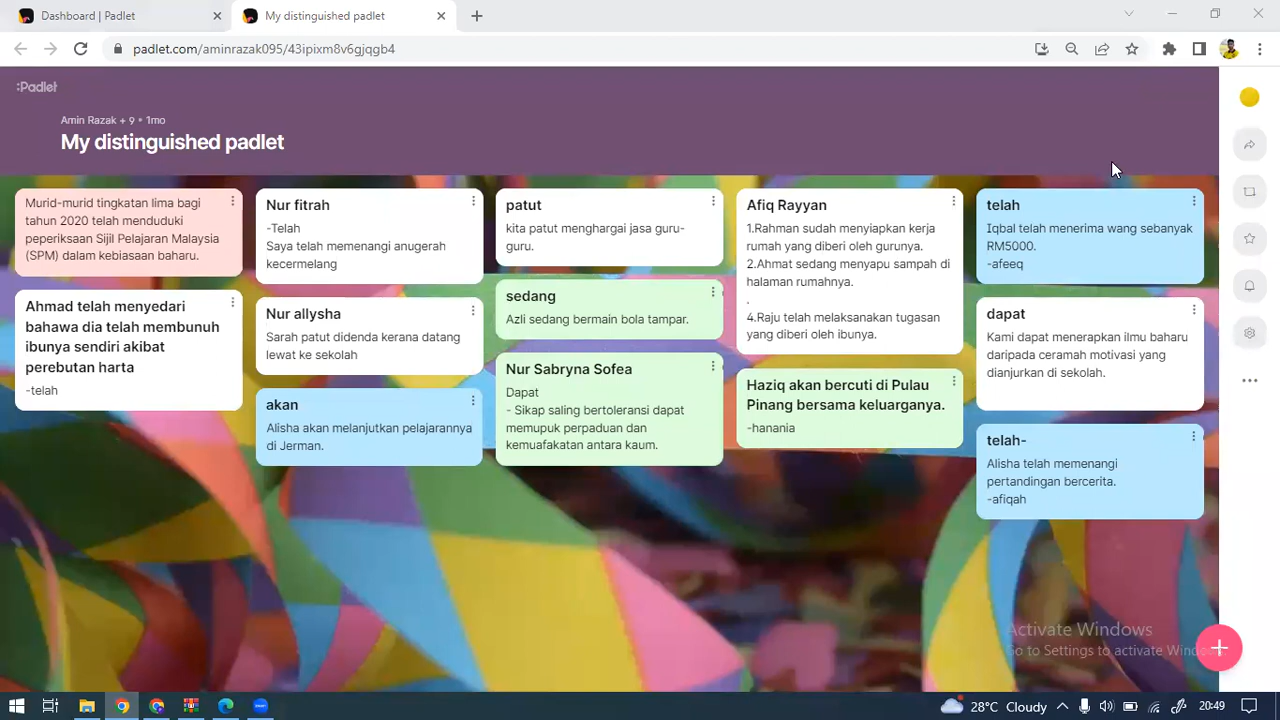 Dashboard | Padlet
My distinguished padlet
padlet.com/aminrazak095/43ipixm8v6gjqgb4
:Padlet
Amin Razak + 9 • 1mo
My distinguished padlet
Murid-murid tingkatan lima bagi
tahun 2020 telah menduduki
peperiksaan Sijil Pelajaran Malaysia
(SPM) dalam kebiasaan baharu.
Ahmad telah menyedari
bahawa dia telah membunuh
ibunya sendiri akibat
perebutan harta
-telah
Nur fitrah
-Telah
Saya telah memenangi anugerah
kecermelang
Nur allysha
Sarah patut didenda kerana datang
lewat ke sekolah
akan
Alisha akan melanjutkan pelajarannya
di Jerman.
patut
kita patut menghargai jasa guru-
guru.
sedang
Azli sedang bermain bola tampar.
Nur Sabryna Sofea
Dapat
- Sikap saling bertoleransi dapat
memupuk perpaduan dan
kemuafakatan antara kaum.
Afiq Rayyan
1.Rahman sudah menyiapkan kerja
rumah yang diberi oleh gurunya.
2.Ahmat sedang menyapu sampah di
halaman rumahnya.
.
4.Raju telah melaksanakan tugasan
yang diberi oleh ibunya.
Haziq akan bercuti di Pulau
Pinang bersama keluarganya.
-hanania
telah
Iqbal telah menerima wang sebanyak
RM5000.
-afeeq
dapat
Kami dapat menerapkan ilmu baharu
daripada ceramah motivasi yang
dianjurkan di sekolah.
telah-
Alisha telah memenangi
pertandingan bercerita.
-afiqah
Activate Windows
Go to Settings to activate Windows
28°C Cloudy
20:49